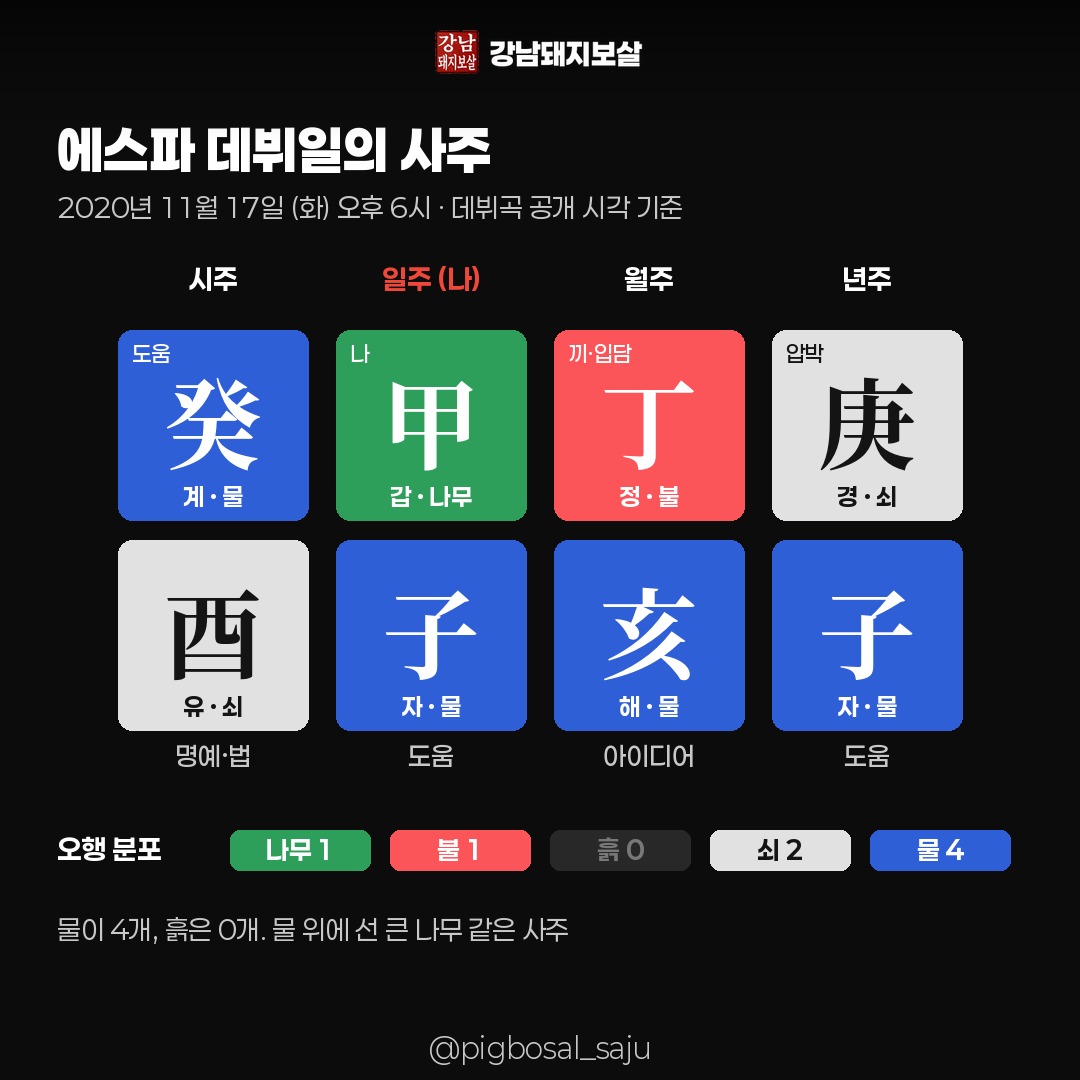 강남
돼지보살
강남돼지보살
에스파 데뷔일의 사주
2020년 11월 17일 (화) 오후 6시 · 데뷔곡 공개 시각 기준
시주 일주 (나) 월주 년주
도움 나 끼·입담 압박
癸 甲 丁 庚
계 · 물 갑 · 나무 정 · 불 경 · 쇠
酉 子 亥 子
유 · 쇠 자 · 물 해 · 물 자 · 물
명예·법 도움 아이디어 도움
오행 분포 나무 1 불 1 흙 0 쇠 2 물 4
물이 4개, 흙은 0개. 물 위에 선 큰 나무 같은 사주
@pigbosal_saju